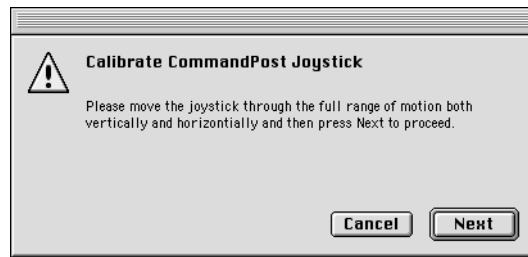 Calibrate CommandPost Joystick
Please move the joystick through the full range of motion both
vertically and horizontially and then press Next to proceed.
Cancel
Next